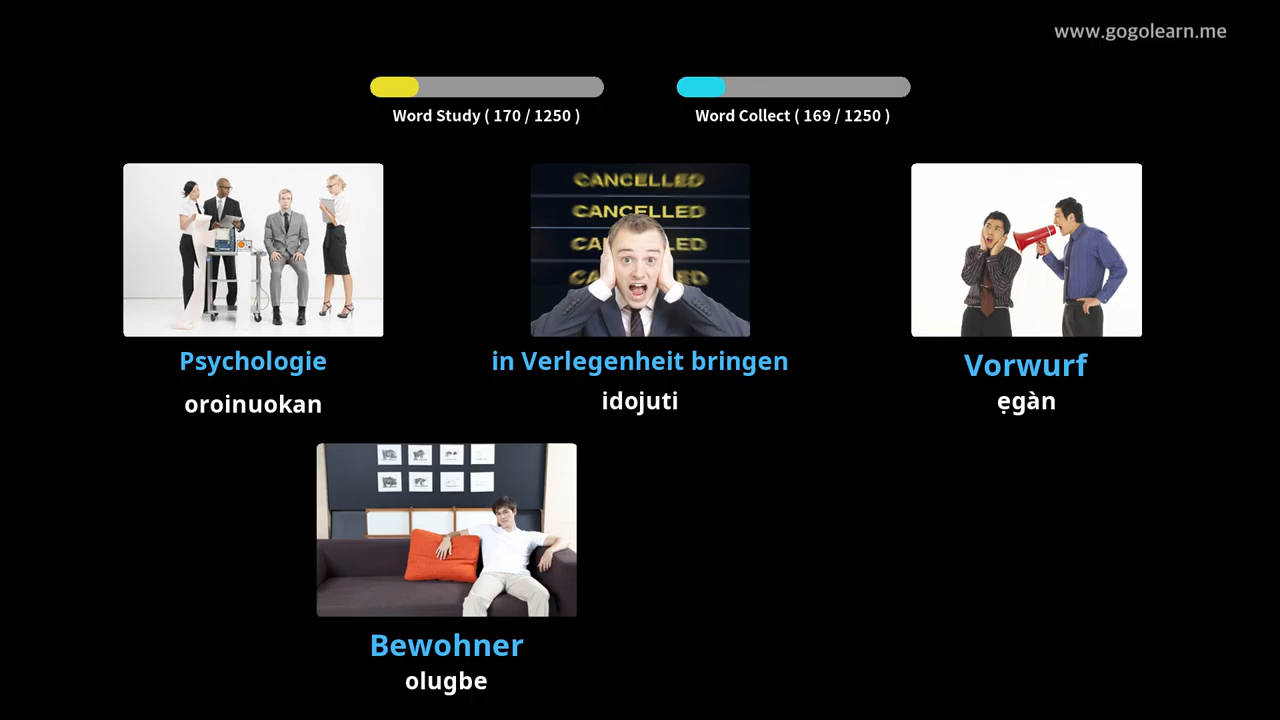 www.gogolearn.me
Word Study ( 170 / 1250 )
Word Collect ( 169 / 1250 )
CANCELLED
CANCELLED
Psychologie
in Verlegenheit bringen
Vorwurf
oroinuokan
idojuti
ẹgàn
Bewohner
olugbe